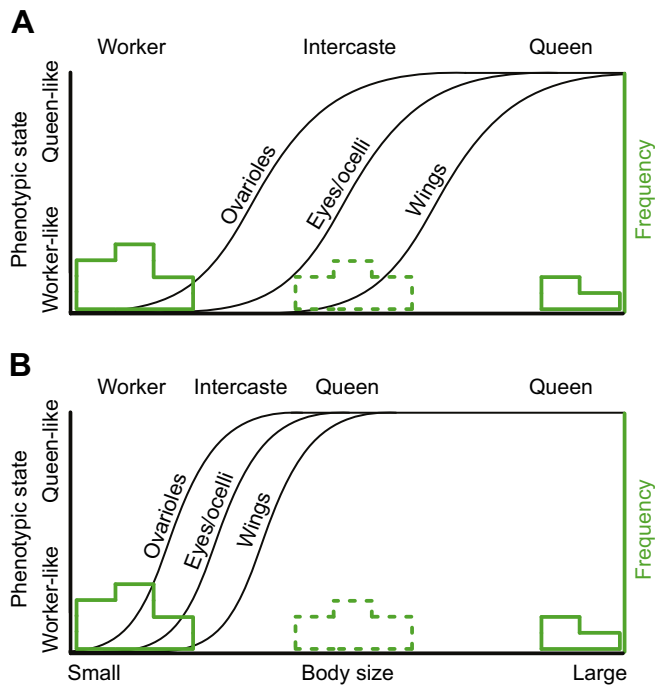 A
Worker Intercaste Queen
Phenotypic state
Worker-like Queen-like
Ovarioles
Eyes/ocelli
Wings
Frequency
B
Worker Intercaste Queen Queen
Phenotypic state
Worker-like Queen-like
Ovarioles
Eyes/ocelli
Wings
Frequency
Small Body size Large